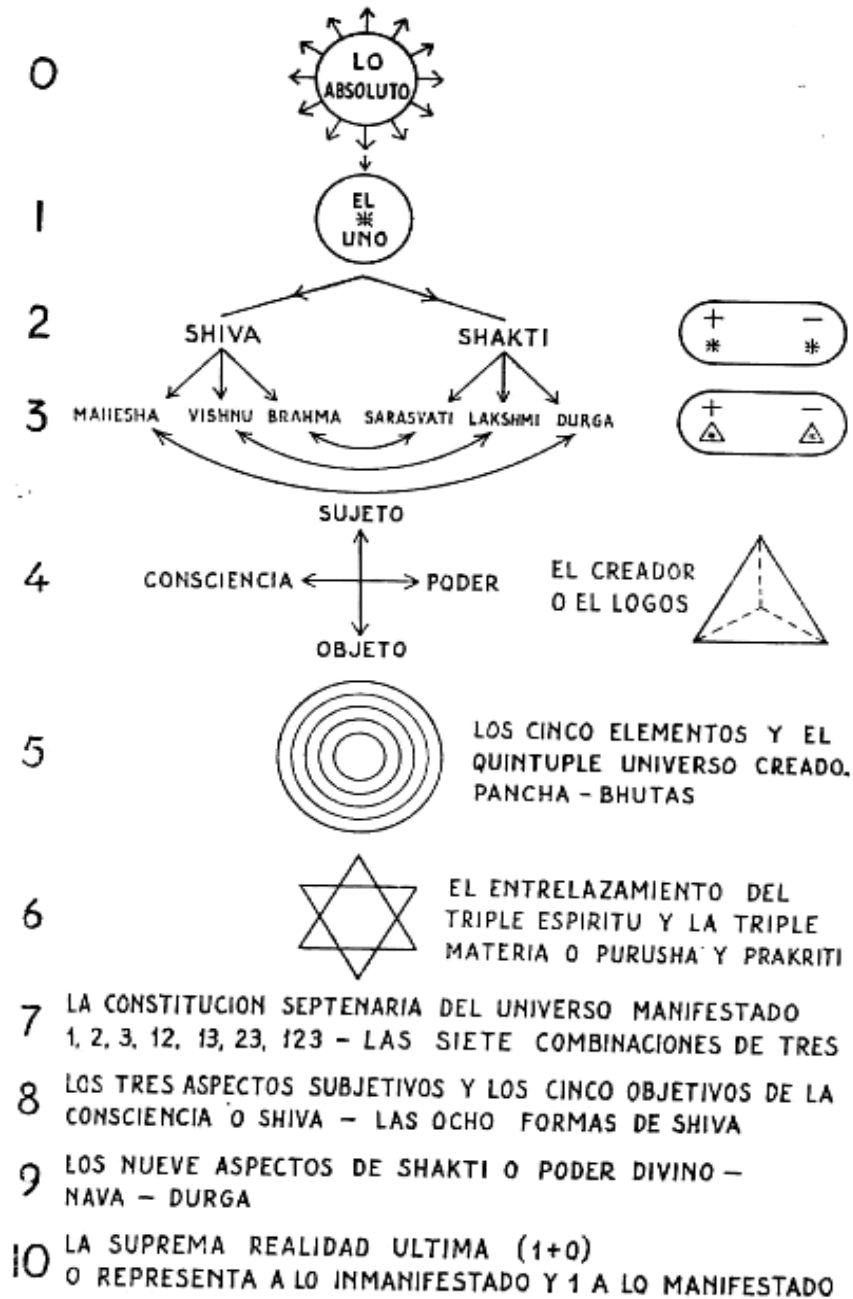 0
LO
ABSOLUTO
1
EL
UNO
2
SHIVA
SHAKTI
+ −
3
MAHESHA VISHNU BRAHMA SARASVATI LAKSHMI DURGA
+ −
SUJETO
4
CONSCIENCIA
PODER
EL CREADOR
O EL LOGOS
OBJETO
5
LOS CINCO ELEMENTOS Y EL
QUINTUPLE UNIVERSO CREADO.
PANCHA – BHUTAS
6
EL ENTRELAZAMIENTO DEL
TRIPLE ESPIRITU Y LA TRIPLE
MATERIA O PURUSHA Y PRAKRITI
7
LA CONSTITUCION SEPTENARIA DEL UNIVERSO MANIFESTADO
1, 2, 3, 12, 13, 23, 123 – LAS SIETE COMBINACIONES DE TRES
8
LOS TRES ASPECTOS SUBJETIVOS Y LOS CINCO OBJETIVOS DE LA
CONSCIENCIA O SHIVA – LAS OCHO FORMAS DE SHIVA
9
LOS NUEVE ASPECTOS DE SHAKTI O PODER DIVINO –
NAVA – DURGA
10
LA SUPREMA REALIDAD ULTIMA (1+0)
0 REPRESENTA A LO INMANIFESTADO Y 1 A LO MANIFESTADO